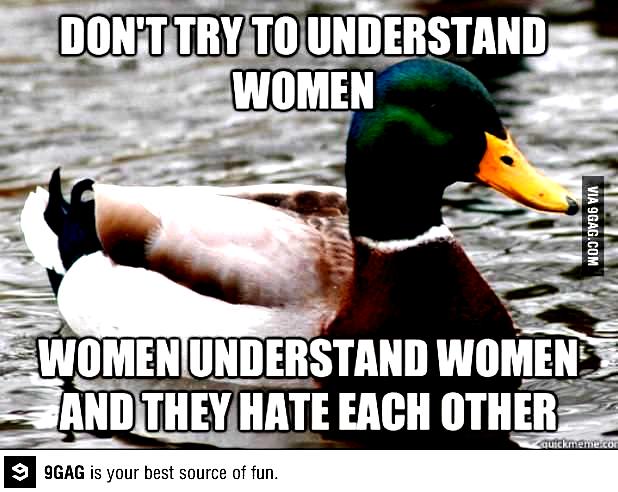 DON'T TRY TO UNDERSTAND
WOMEN
VIA 9GAG.COM
WOMEN UNDERSTAND WOMEN
AND THEY HATE EACH OTHER
quickmeme.co
9GAG is your best source of fun.